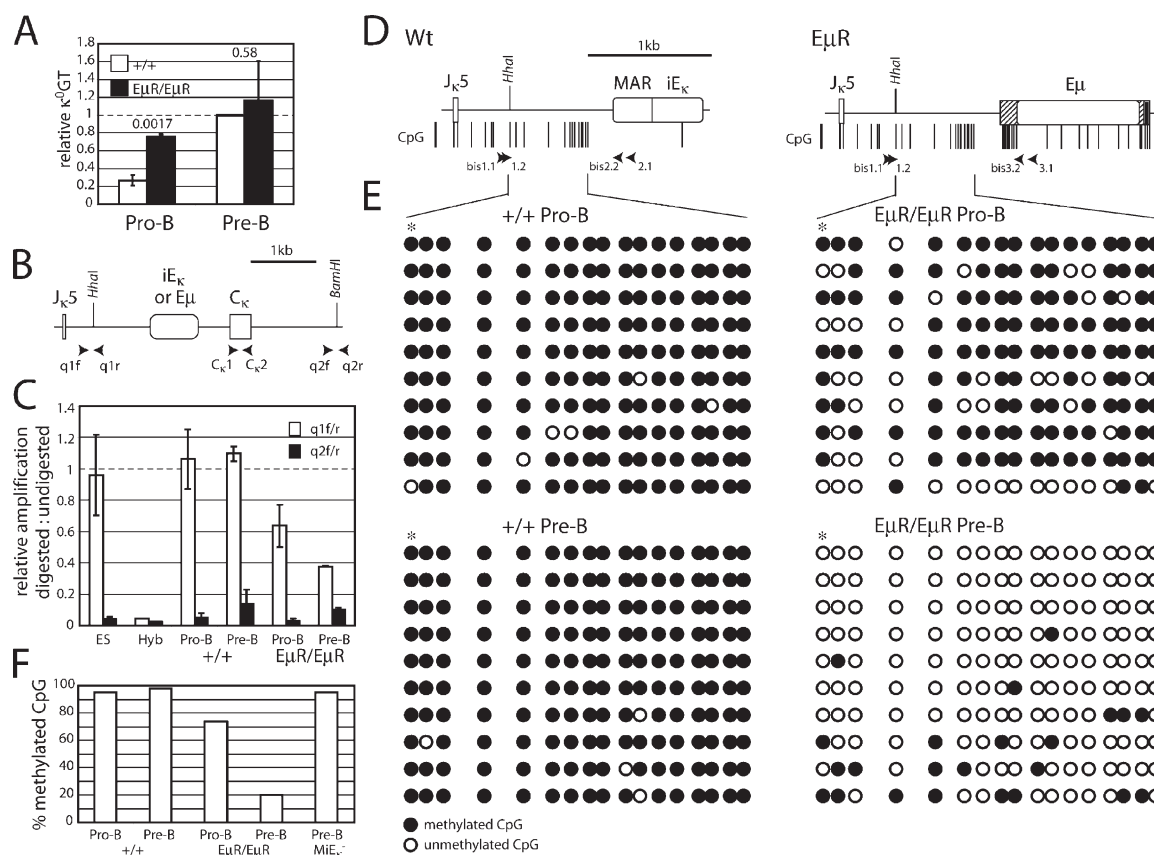 A
relative κ⁰GT
1.8
1.6
1.4
1.2
1
0.8
0.6
0.4
0.2
0
+/+
EμR/EμR
0.0017
0.58
Pro-B
Pre-B
B
1kb
Jκ5
HhaI
iEκ
or Eμ
Cκ
BamHI
q1f
q1r
Cκ1
Cκ2
q2f
q2r
C
relative amplification
digested : undigested
1.4
1.2
1
0.8
0.6
0.4
0.2
0
q1f/r
q2f/r
ES
Hyb
Pro-B
Pre-B
Pro-B
Pre-B
+/+
EμR/EμR
D
Wt
1kb
HhaI
Jκ5
MAR
iEκ
CpG
bis1.1
1.2
bis2.2
2.1
EμR
HhaI
Jκ5
Eμ
CpG
bis1.1
1.2
bis3.2
3.1
E
+/+ Pro-B
*
EμR/EμR Pro-B
*
+/+ Pre-B
*
EμR/EμR Pre-B
*
methylated CpG
unmethylated CpG
F
% methylated CpG
100
80
60
40
20
0
Pro-B
Pre-B
Pro-B
Pre-B
MiEκ⁻
+/+
EμR/EμR